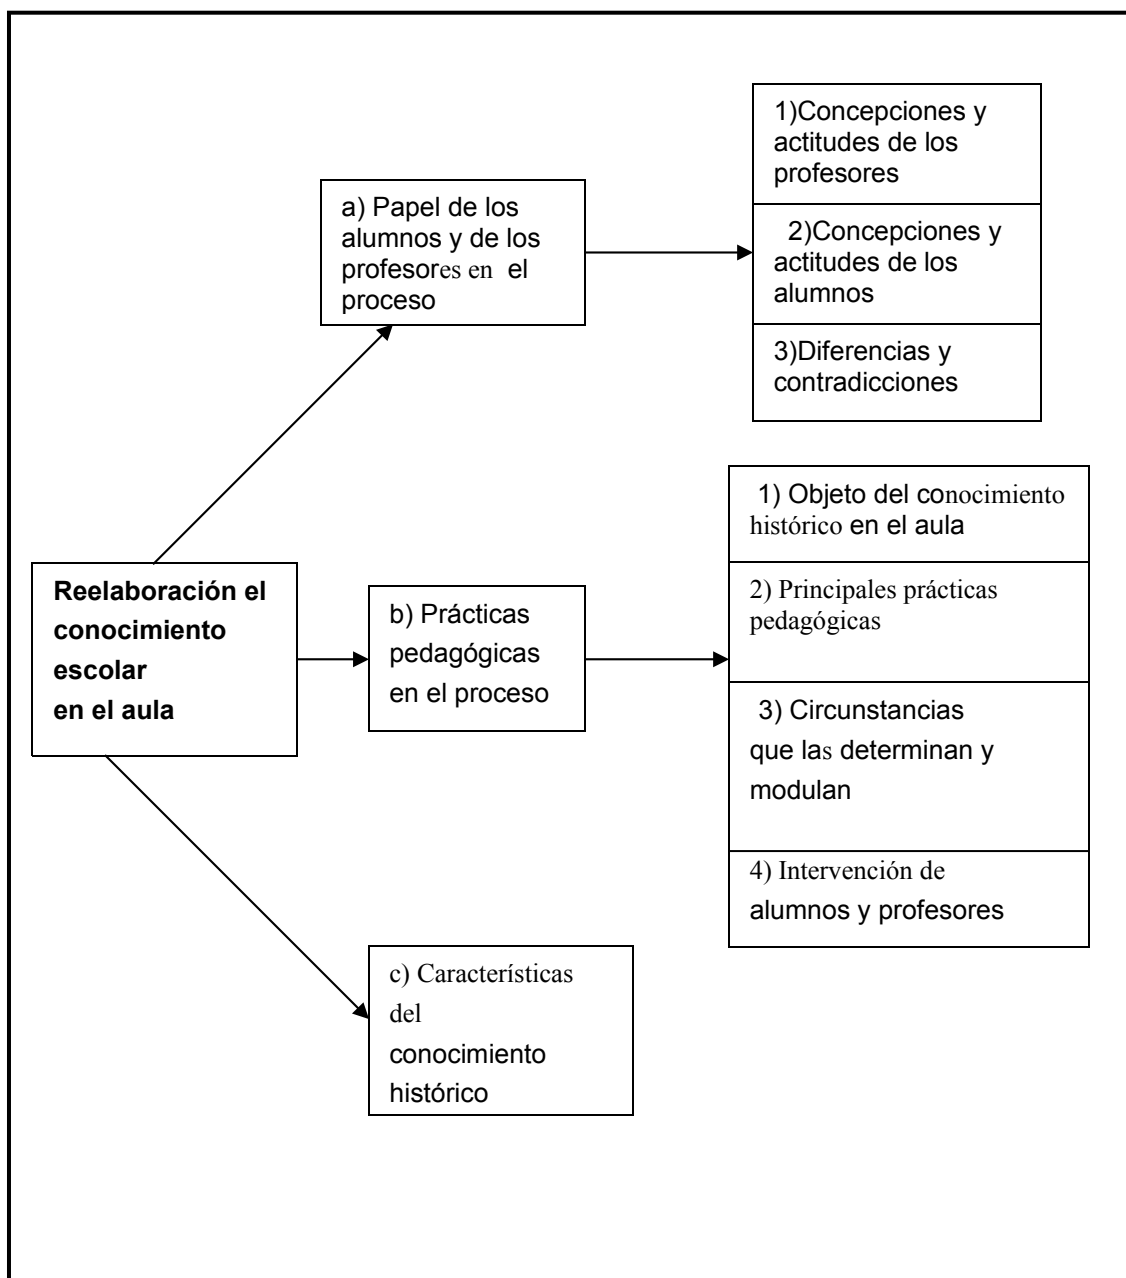 1)Concepciones y
actitudes de los
profesores
a) Papel de los
alumnos y de los
profesores en el
proceso
2)Concepciones y
actitudes de los
alumnos
3)Diferencias y
contradicciones
1) Objeto del conocimiento
histórico en el aula
Reelaboración el
conocimiento
escolar
en el aula
b) Prácticas
pedagógicas
en el proceso
2) Principales prácticas
pedagógicas
3) Circunstancias
que las determinan y
modulan
4) Intervención de
alumnos y profesores
c) Características
del
conocimiento
histórico